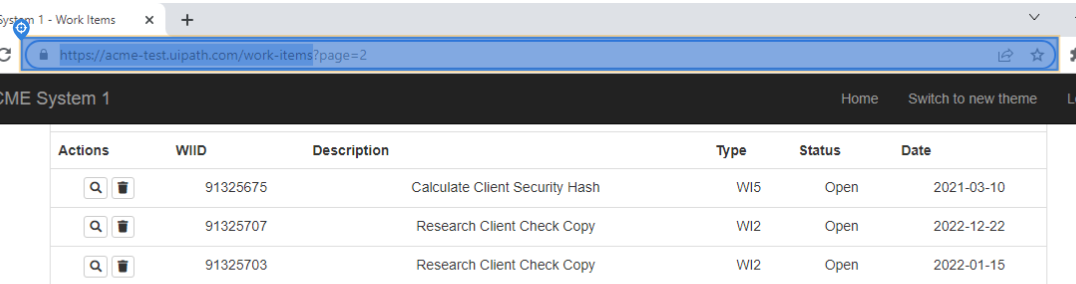 System 1 - Work Items
https://acme-test.uipath.com/work-items?page=2
CME System 1 Home Switch to new theme L
Actions WIID Description Type Status Date
91325675 Calculate Client Security Hash WI5 Open 2021-03-10
91325707 Research Client Check Copy WI2 Open 2022-12-22
91325703 Research Client Check Copy WI2 Open 2022-01-15